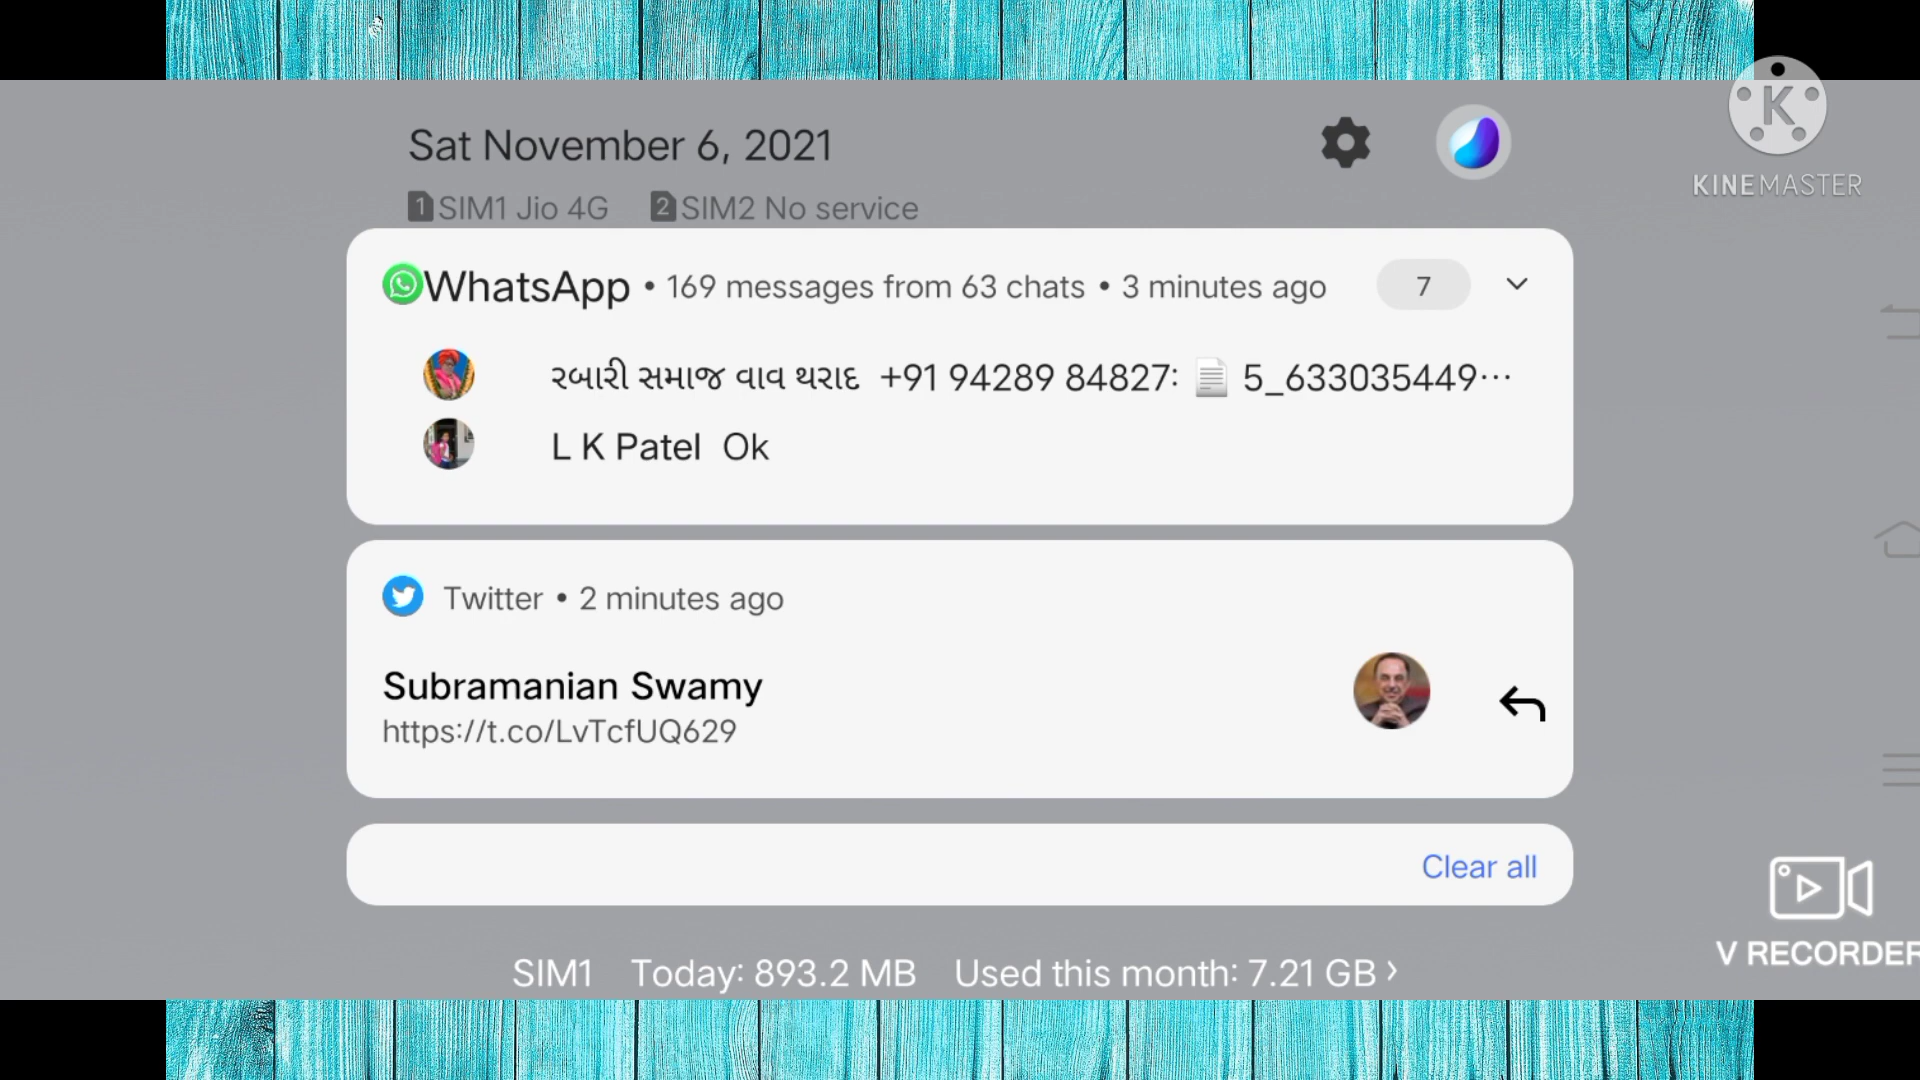 Sat November 6, 2021
1 SIM1 Jio 4G 2 SIM2 No service
K
KINEMASTER
WhatsApp • 169 messages from 63 chats • 3 minutes ago 7
રબારી સમાજ વાવ થરાદ +91 94289 84827: 5_633035449…
L K Patel Ok
Twitter • 2 minutes ago
Subramanian Swamy
https://t.co/LvTcfUQ629
Clear all
V RECORDER
SIM1 Today: 893.2 MB Used this month: 7.21 GB ›